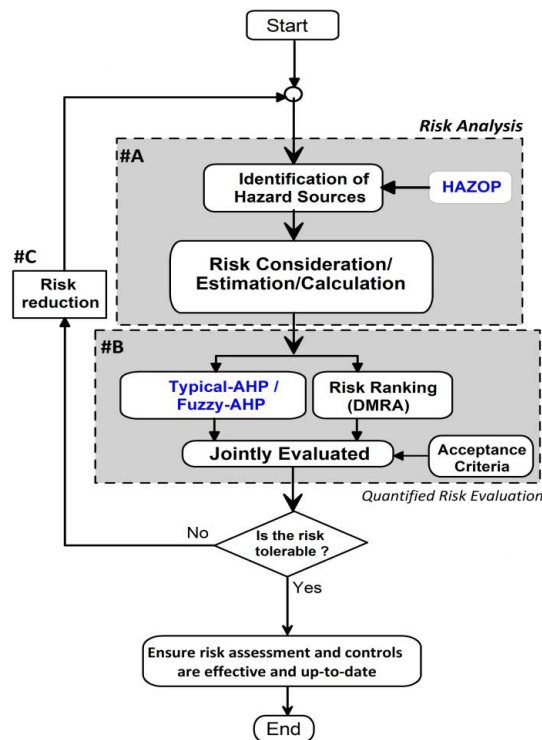 Start
Risk Analysis
#A
Identification of
Hazard Sources
HAZOP
#C
Risk
reduction
Risk Consideration/
Estimation/Calculation
#B
Typical-AHP /
Fuzzy-AHP
Risk Ranking
(DMRA)
Jointly Evaluated
Acceptance
Criteria
Quantified Risk Evaluation
No
Is the risk
tolerable ?
Yes
Ensure risk assessment and controls
are effective and up-to-date
End